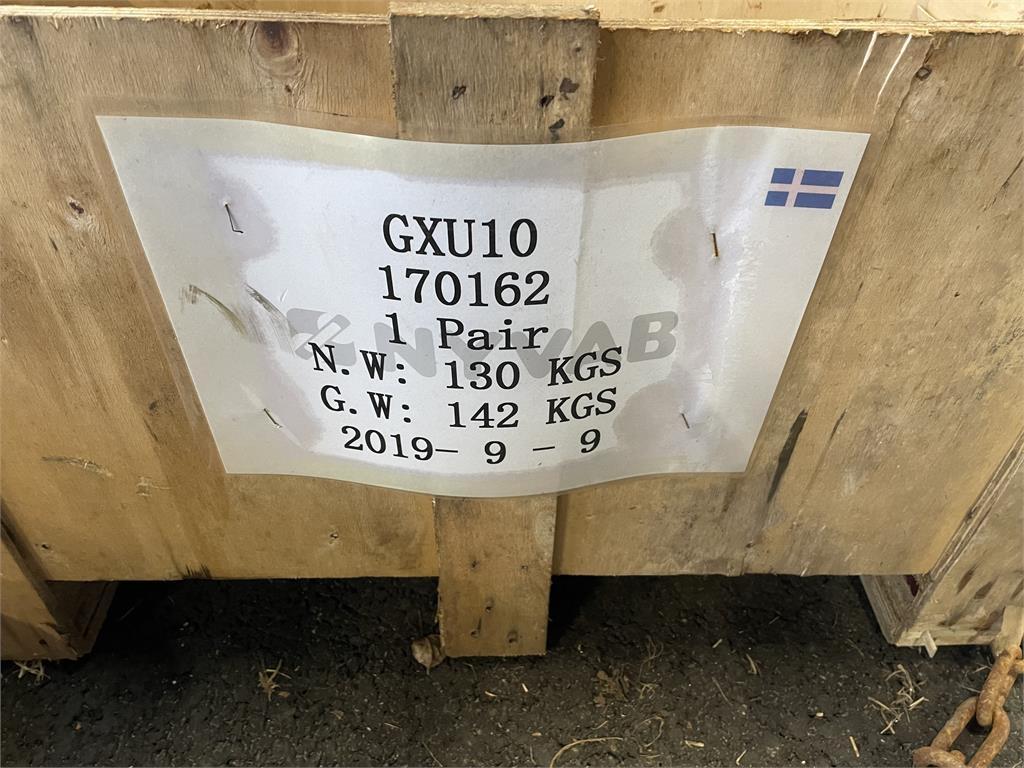 GXU10
170162
1 Pair
NYVAB
N.W: 130 KGS
G.W: 142 KGS
2019- 9 - 9